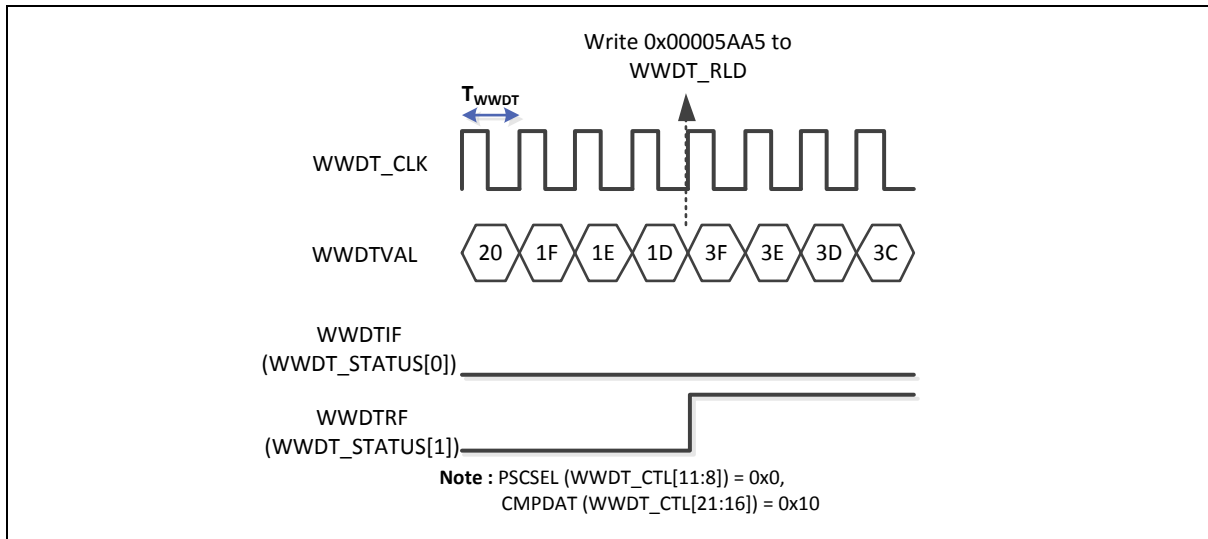 Write 0x00005AA5 to
WWDT_RLD
TWWDT
WWDT_CLK
WWDTVAL 20 1F 1E 1D 3F 3E 3D 3C
WWDTIF
(WWDT_STATUS[0])
WWDTRF
(WWDT_STATUS[1])
Note : PSCSEL (WWDT_CTL[11:8]) = 0x0,
CMPDAT (WWDT_CTL[21:16]) = 0x10